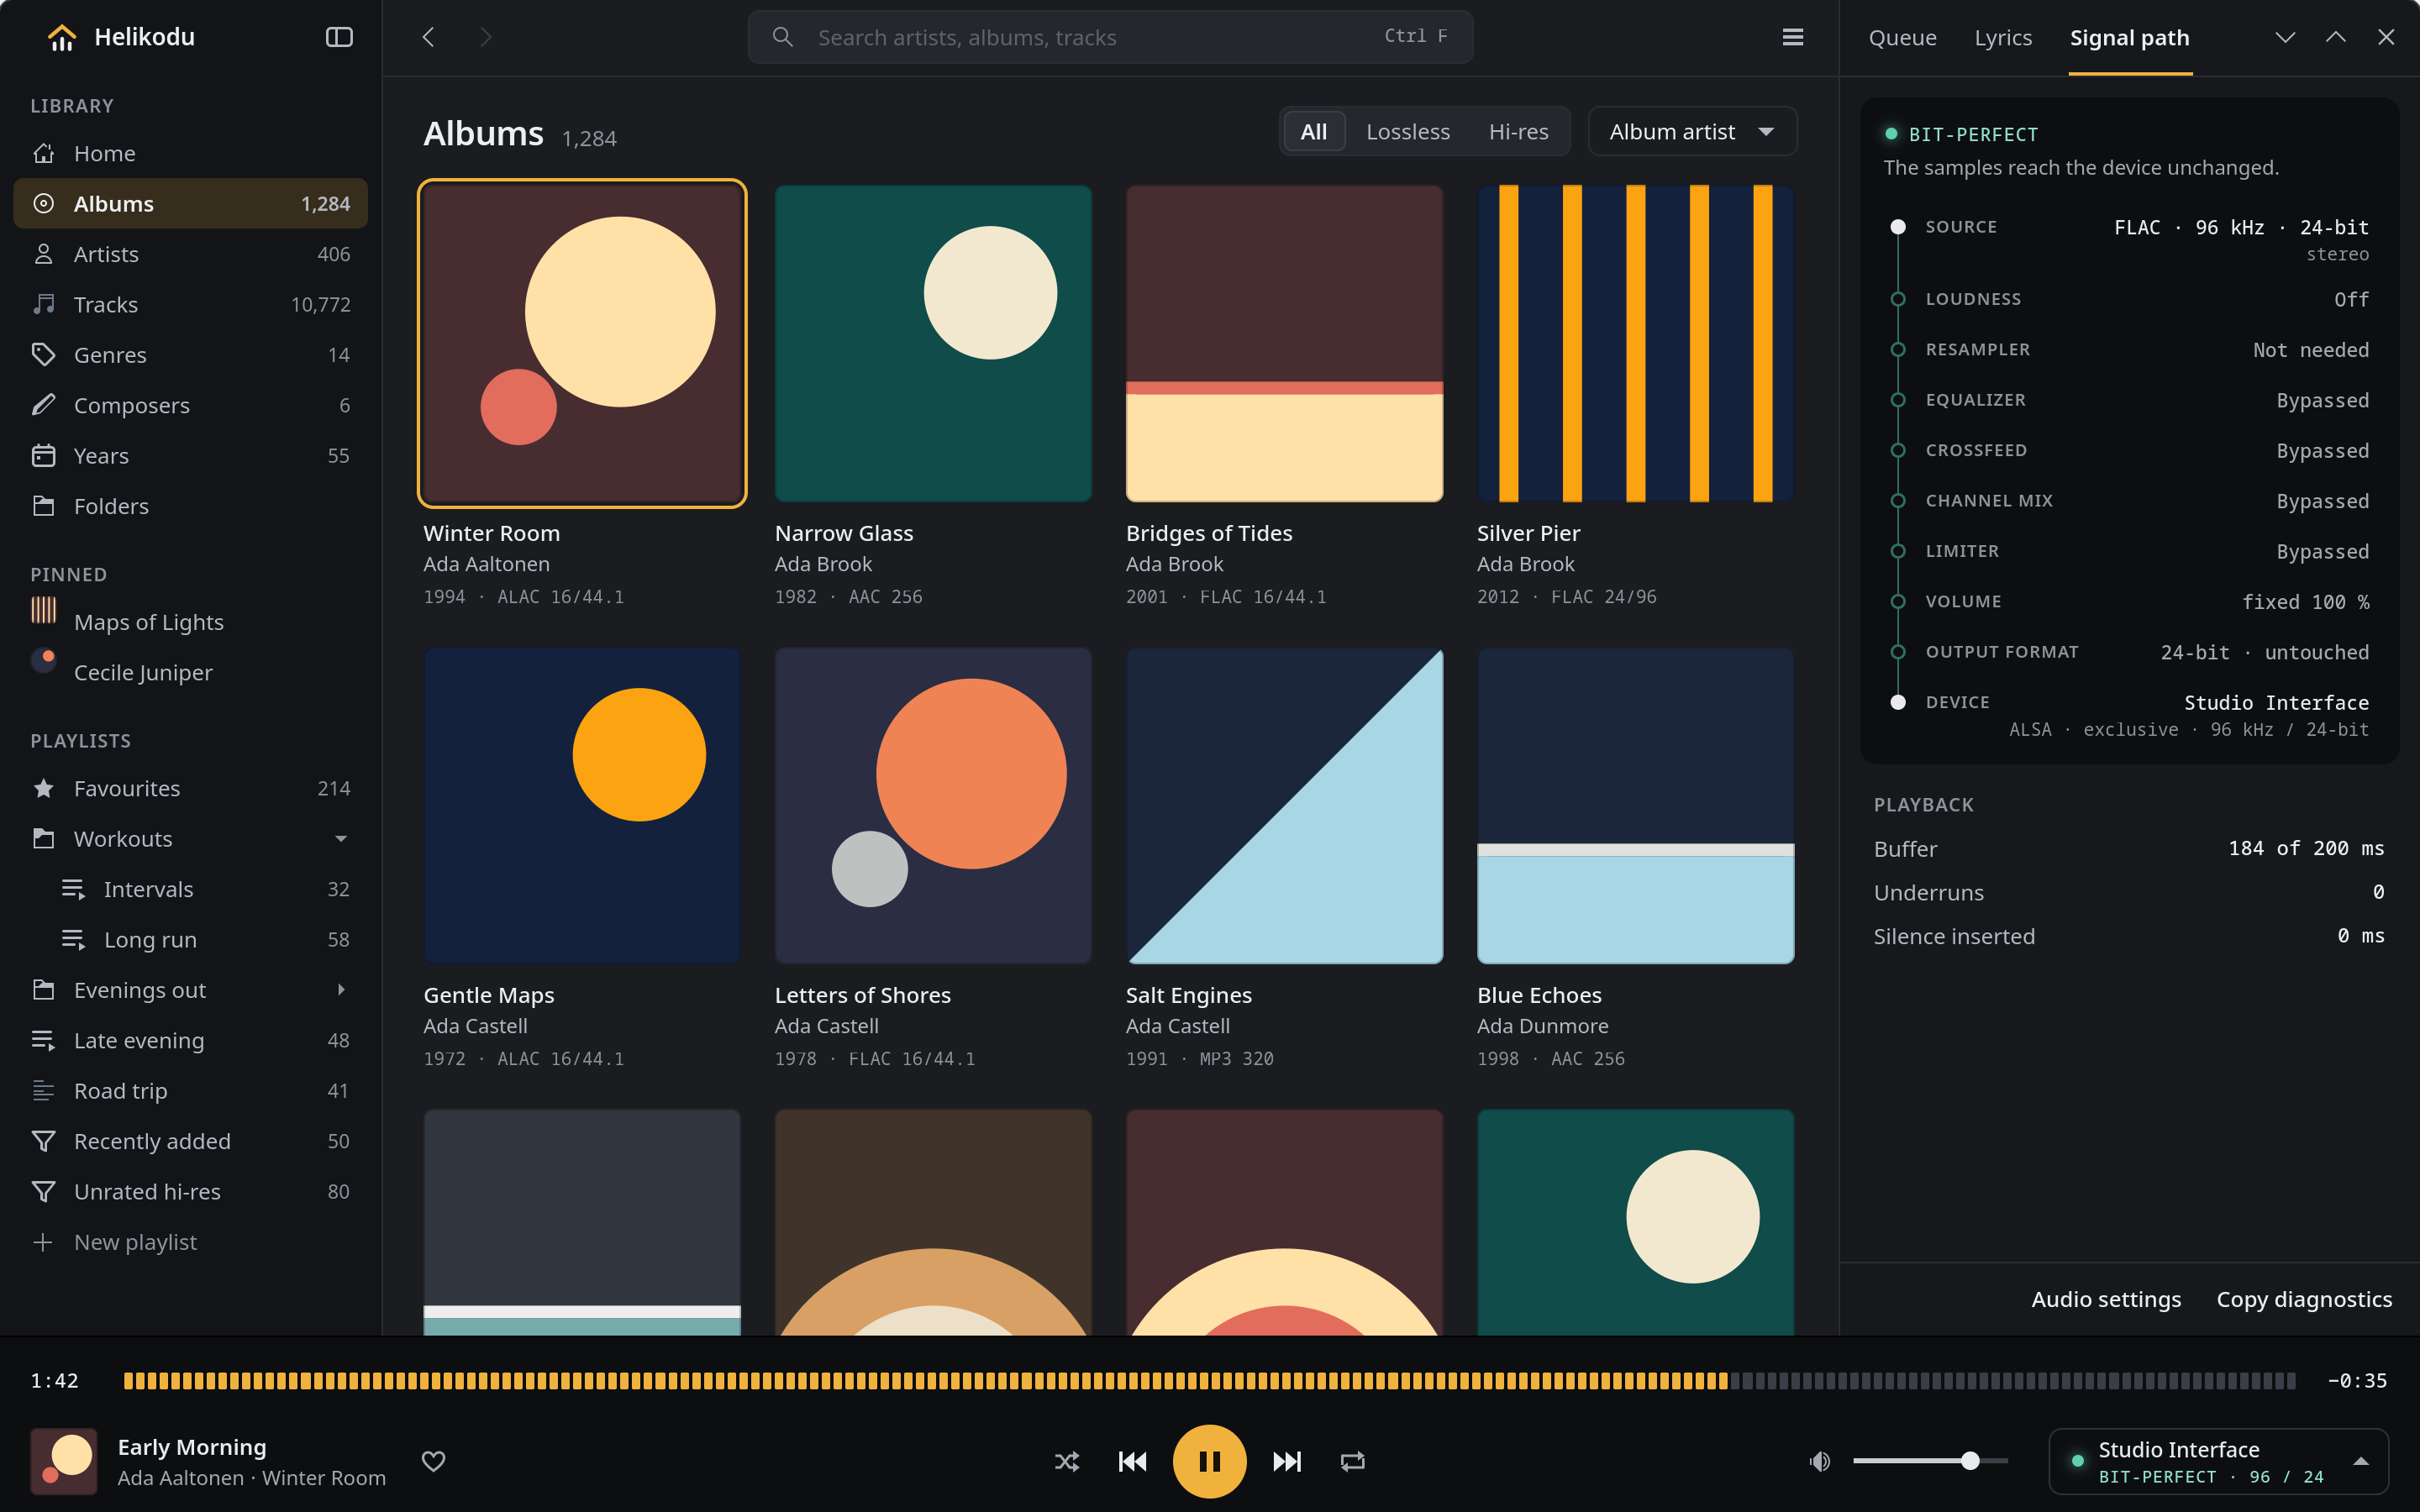 Helikodu
LIBRARY
Home
Albums 1,284
Artists 406
Tracks 10,772
Genres 14
Composers 6
Years 55
Folders
PINNED
Maps of Lights
Cecile Juniper
PLAYLISTS
Favourites 214
Workouts
Intervals 32
Long run 58
Evenings out
Late evening 48
Road trip 41
Recently added 50
Unrated hi-res 80
New playlist
Search artists, albums, tracks Ctrl F
Albums 1,284
All Lossless Hi-res Album artist
Winter Room
Ada Aaltonen
1994 · ALAC 16/44.1
Narrow Glass
Ada Brook
1982 · AAC 256
Bridges of Tides
Ada Brook
2001 · FLAC 16/44.1
Silver Pier
Ada Brook
2012 · FLAC 24/96
Gentle Maps
Ada Castell
1972 · ALAC 16/44.1
Letters of Shores
Ada Castell
1978 · FLAC 16/44.1
Salt Engines
Ada Castell
1991 · MP3 320
Blue Echoes
Ada Dunmore
1998 · AAC 256
Queue Lyrics Signal path
BIT-PERFECT
The samples reach the device unchanged.
SOURCE FLAC · 96 kHz · 24-bit
stereo
LOUDNESS Off
RESAMPLER Not needed
EQUALIZER Bypassed
CROSSFEED Bypassed
CHANNEL MIX Bypassed
LIMITER Bypassed
VOLUME fixed 100 %
OUTPUT FORMAT 24-bit · untouched
DEVICE Studio Interface
ALSA · exclusive · 96 kHz / 24-bit
PLAYBACK
Buffer 184 of 200 ms
Underruns 0
Silence inserted 0 ms
Audio settings Copy diagnostics
1:42 −0:35
Early Morning
Ada Aaltonen · Winter Room
Studio Interface
BIT-PERFECT · 96 / 24